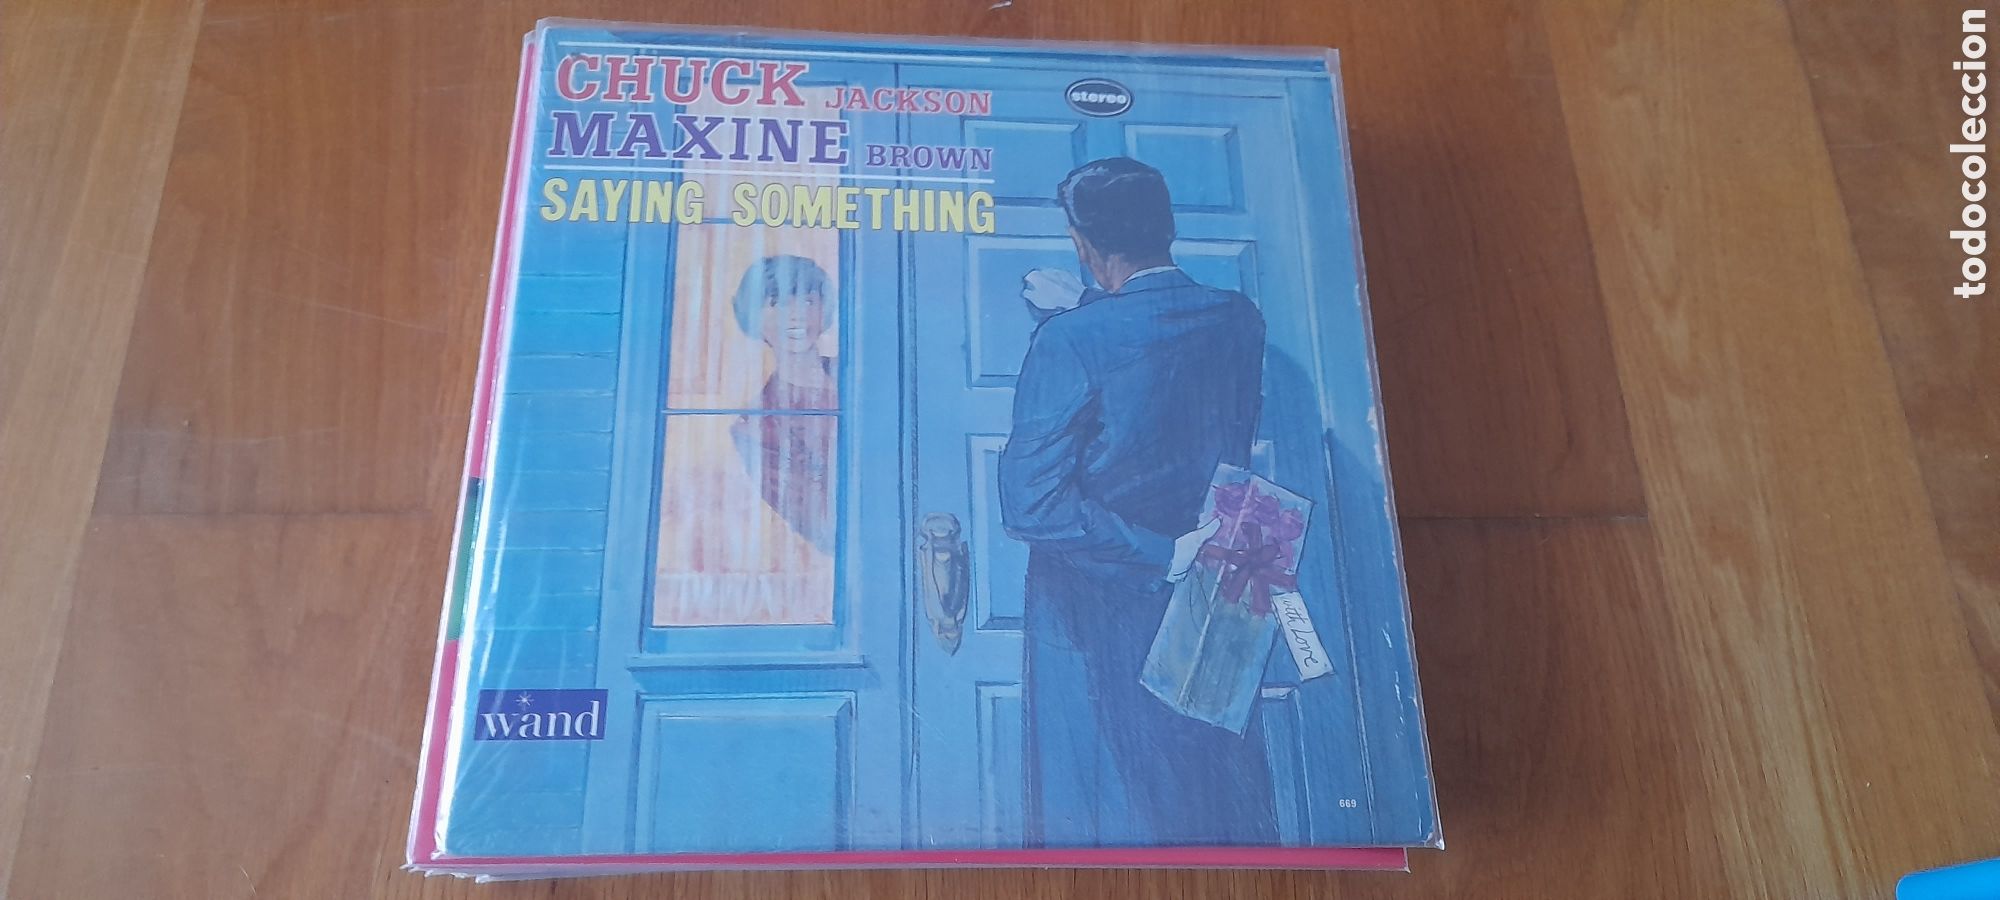 CHUCK JACKSON
MAXINE BROWN
SAYING SOMETHING
stereo
with Love
wand
669
todocoleccion